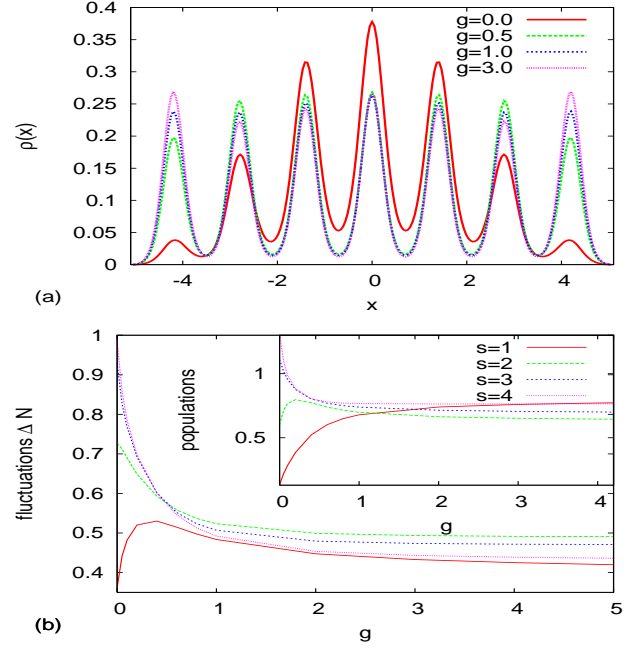 0.4
0.35
0.3
0.25
0.2
0.15
0.1
0.05
0
ρ(x)
g=0.0
g=0.5
g=1.0
g=3.0
-4 -2 0 2 4
x
(a)
1
0.9
0.8
0.7
0.6
0.5
0.4
fluctuations Δ N
populations
1
0.5
s=1
s=2
s=3
s=4
0 1 2 3 4
g
0 1 2 3 4 5
g
(b)